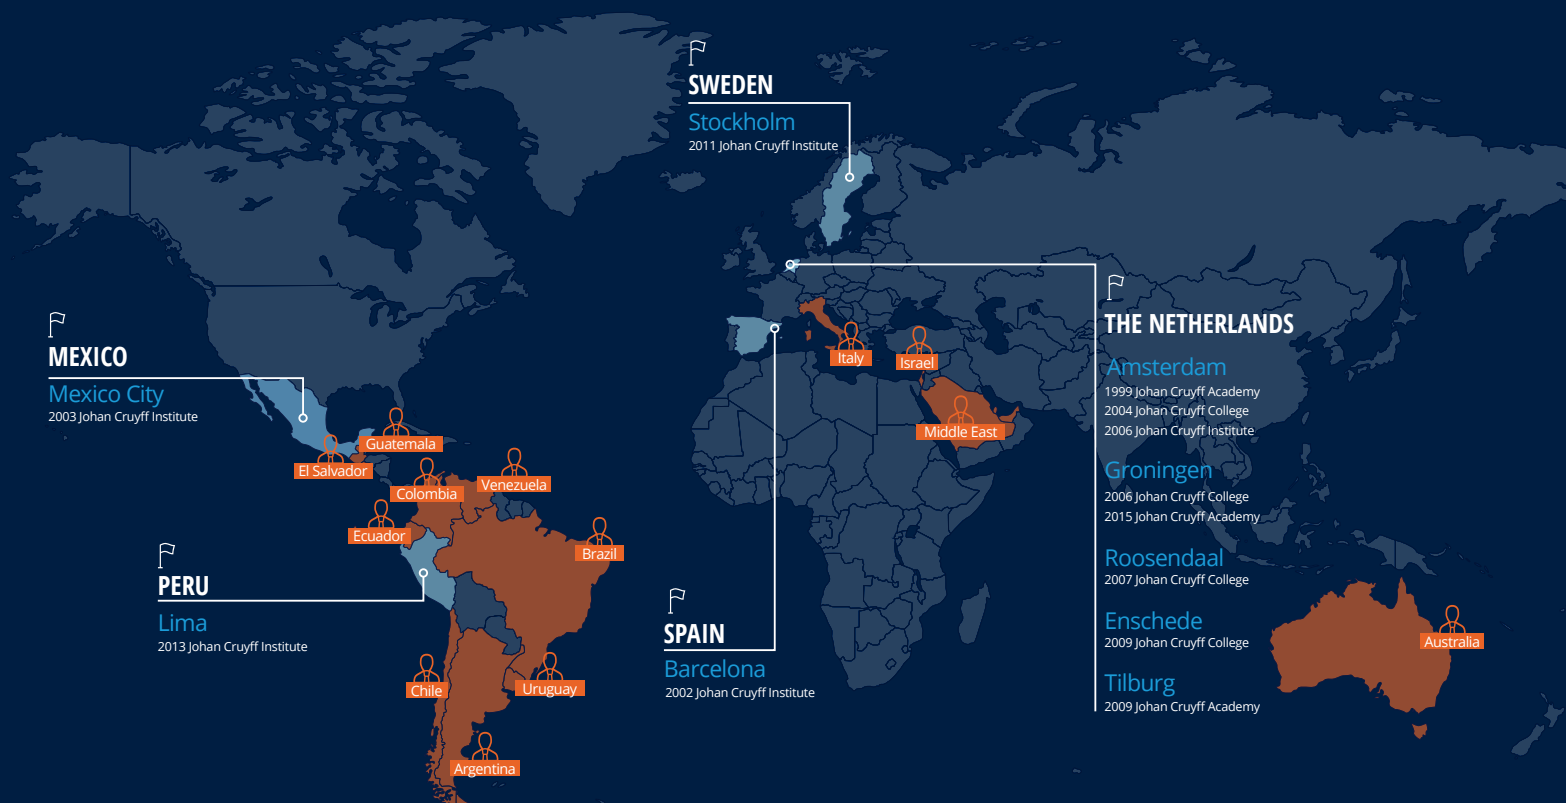 SWEDEN
Stockholm
2011 Johan Cruyff Institute
MEXICO
Mexico City
2003 Johan Cruyff Institute
Guatemala
El Salvador
Colombia
Venezuela
Ecuador
Brazil
PERU
Lima
2013 Johan Cruyff Institute
Chile
Uruguay
Argentina
Italy
Israel
Middle East
SPAIN
Barcelona
2002 Johan Cruyff Institute
THE NETHERLANDS
Amsterdam
1999 Johan Cruyff Academy
2004 Johan Cruyff College
2006 Johan Cruyff Institute
Groningen
2006 Johan Cruyff College
2015 Johan Cruyff Academy
Roosendaal
2007 Johan Cruyff College
Enschede
2009 Johan Cruyff College
Tilburg
2009 Johan Cruyff Academy
Australia